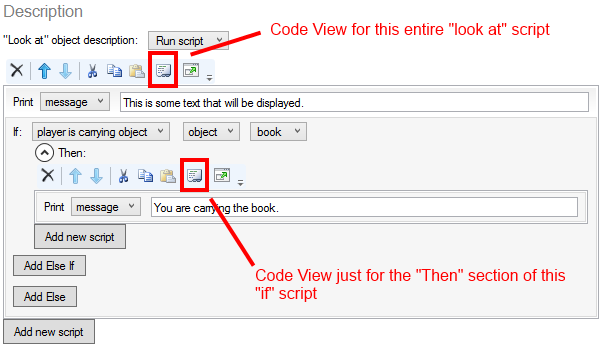 Description
Code View for this entire "look at" script
"Look at" object description: Run script
Print message This is some text that will be displayed.
If: player is carrying object object book
Then:
Print message You are carrying the book.
Add new script
Add Else If
Code View just for the "Then" section of this
"if" script
Add Else
Add new script